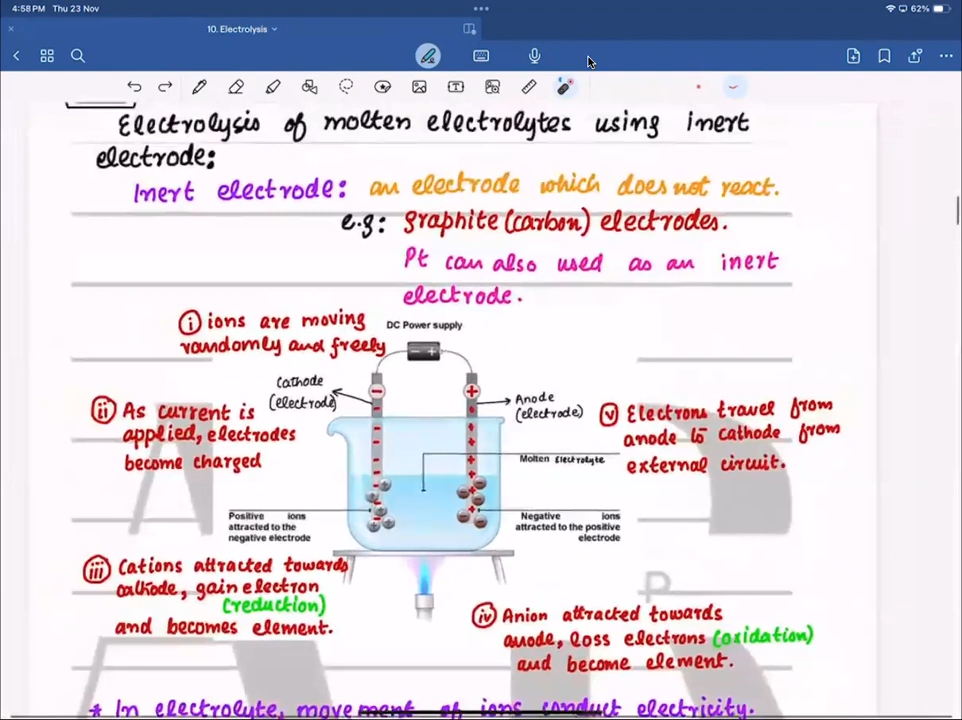 4:58 PM Thu 23 Nov
62%
10. Electrolysis
Electrolysis of molten electrolytes using inert
electrode:
Inert electrode: an electrode which does not react.
e.g: graphite (carbon) electrodes.
Pt can also used as an inert
electrode.
(i) ions are moving
randomly and freely
DC Power supply
Cathode
(electrode)
Anode
(electrode)
(ii) As current is
applied, electrodes
become charged
(v) Electrons travel from
anode to cathode from
external circuit.
Molten Electrolyte
Positive ions
attracted to the
negative electrode
Negative ions
attracted to the positive
electrode
(iii) Cations attracted towards
cathode, gain electron
(reduction)
and becomes element.
(iv) Anion attracted towards
anode, loss electrons (oxidation)
and become element.
* In electrolyte, movement of ions conduct electricity.